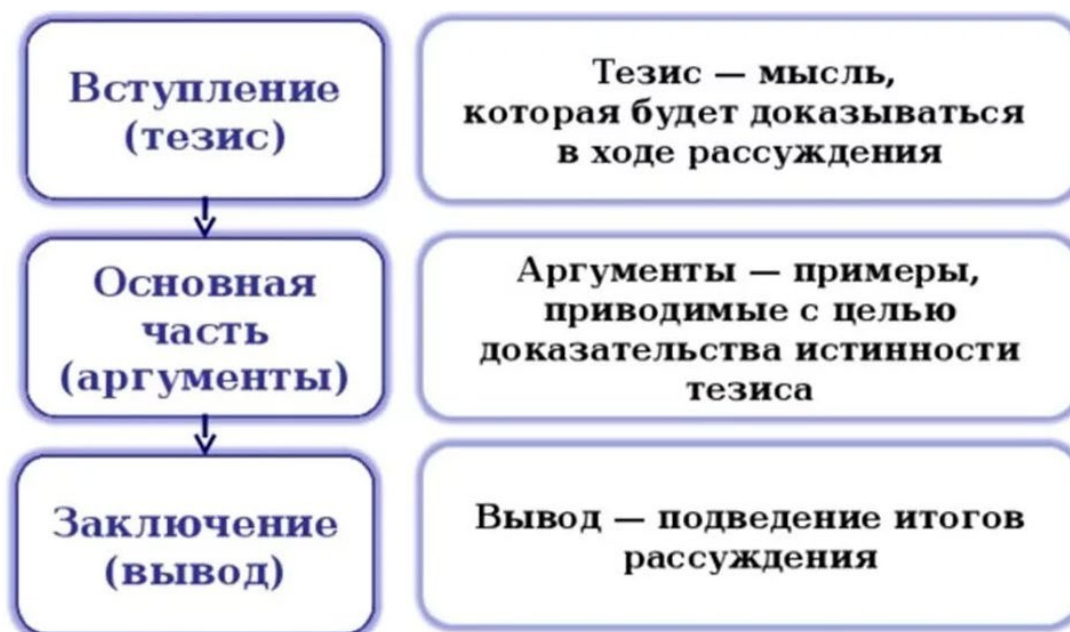 Вступление
(тезис)
Тезис — мысль,
которая будет доказываться
в ходе рассуждения
Основная
часть
(аргументы)
Аргументы — примеры,
приводимые с целью
доказательства истинности
тезиса
Заключение
(вывод)
Вывод — подведение итогов
рассуждения